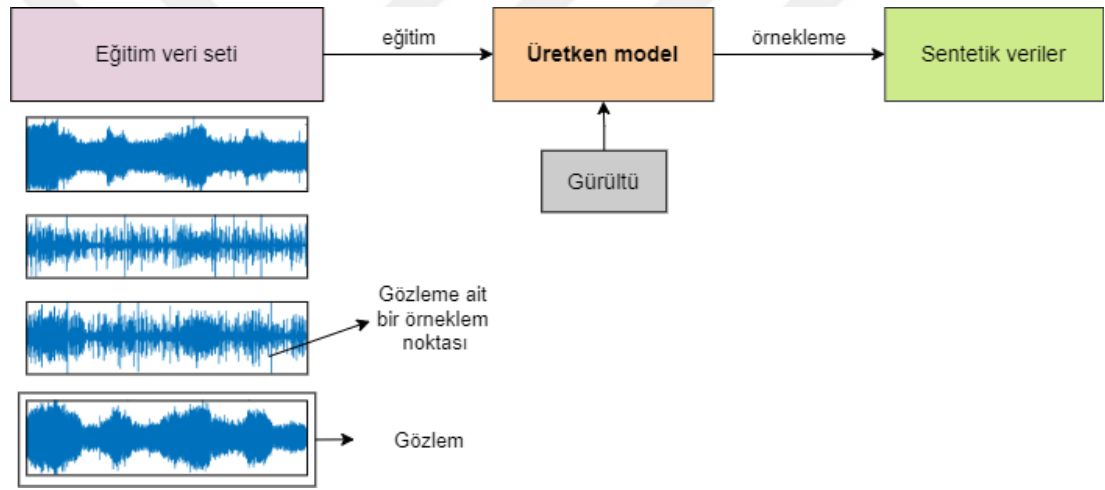 Eğitim veri seti
eğitim
Üretken model
örnekleme
Sentetik veriler
Gürültü
Gözleme ait
bir örneklem
noktası
Gözlem